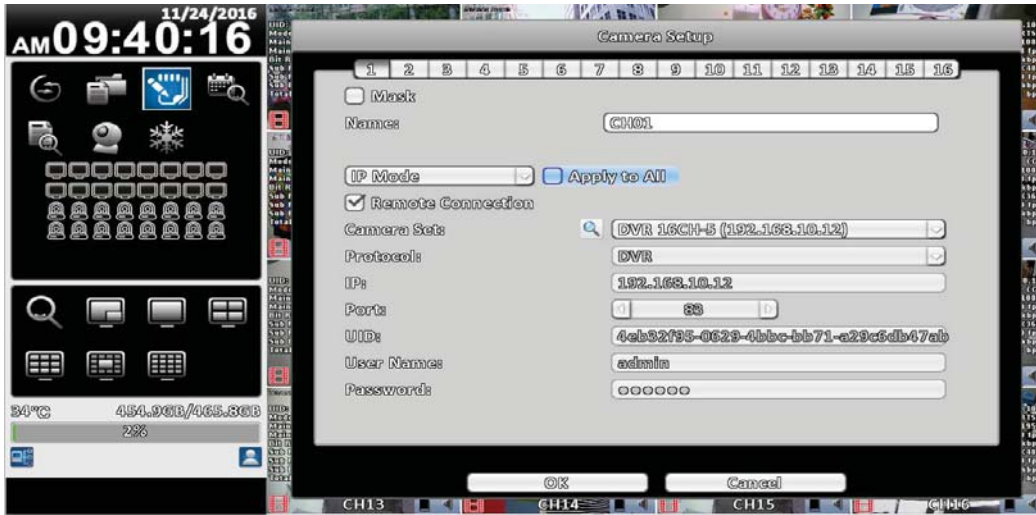 11/24/2016
AM 09:40:16
Camera Setup
1 2 3 4 5 6 7 8 9 10 11 12 13 14 15 16
Mask
Name: CH01
IP Mode Apply to All
Remote Connection
Camera Set: DVR 16CH-5 (192.168.10.12)
Protocol: DVR
IP: 192.168.10.12
Port: 83
UID: 4eb32f95-0629-4bbc-bb71-a29c6db47ab
User Name: admin
Password:
34°C 454.9GB/465.8GB
2%
OK Cancel
CH13 CH14 CH15 CH16